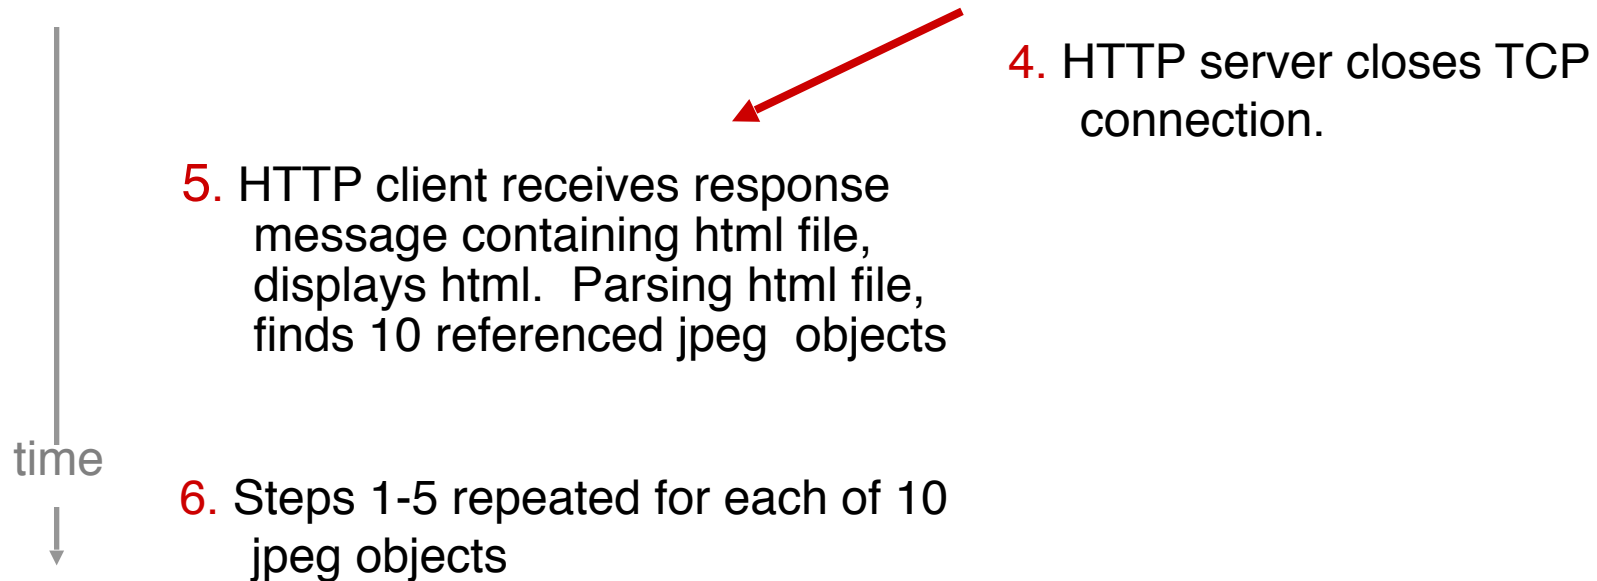 4. HTTP server closes TCP
connection.
5. HTTP client receives response
message containing html file,
displays html.  Parsing html file,
finds 10 referenced jpeg  objects
time
6. Steps 1-5 repeated for each of 10
jpeg objects